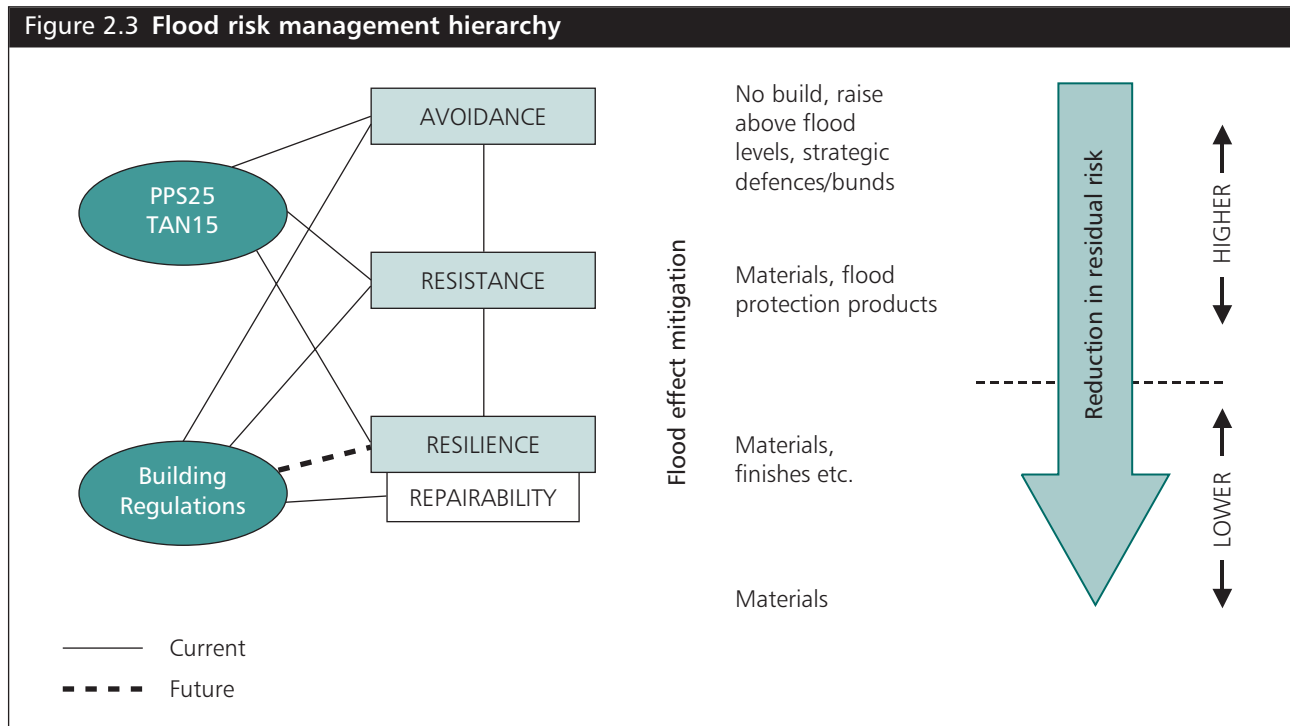 Figure 2.3 Flood risk management hierarchy
AVOIDANCE
PPS25
TAN15
RESISTANCE
RESILIENCE
REPAIRABILITY
Building
Regulations
Current
Future
Flood effect mitigation
No build, raise
above flood
levels, strategic
defences/bunds
Materials, flood
protection products
Materials,
finishes etc.
Materials
Reduction in residual risk
HIGHER
LOWER